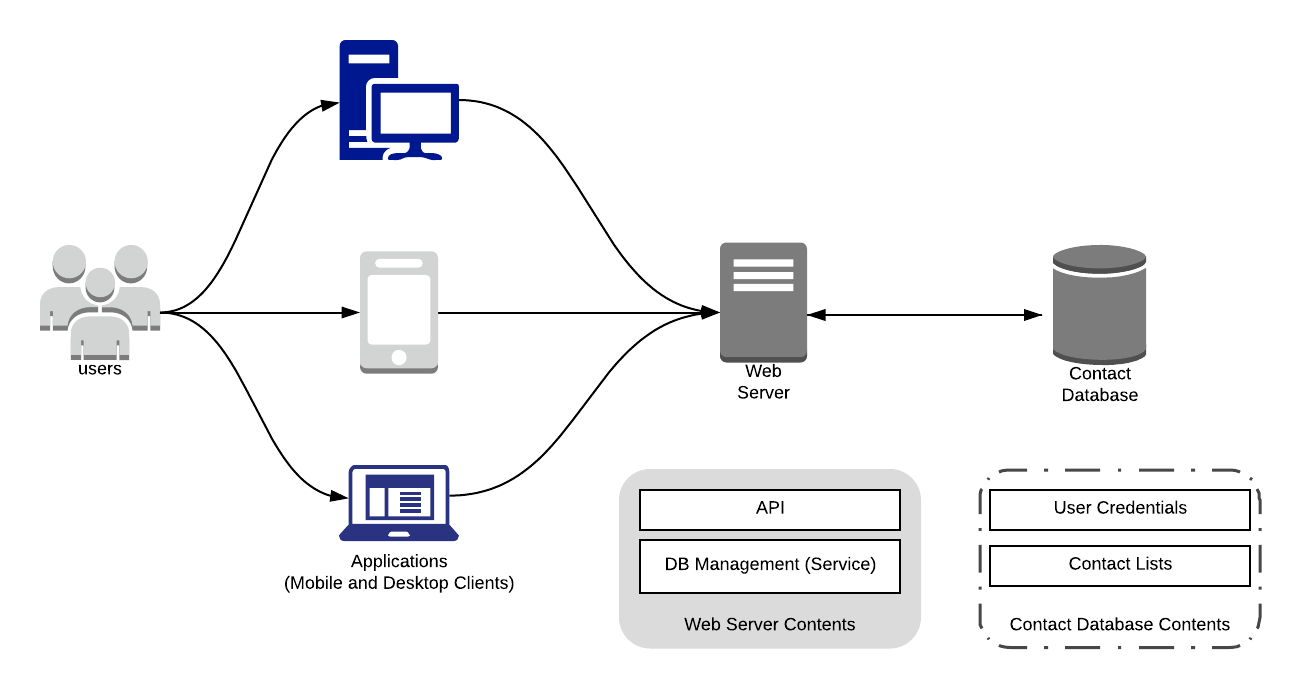 users
Web
Server
Contact
Database
Applications
(Mobile and Desktop Clients)
API
DB Management (Service)
Web Server Contents
User Credentials
Contact Lists
Contact Database Contents